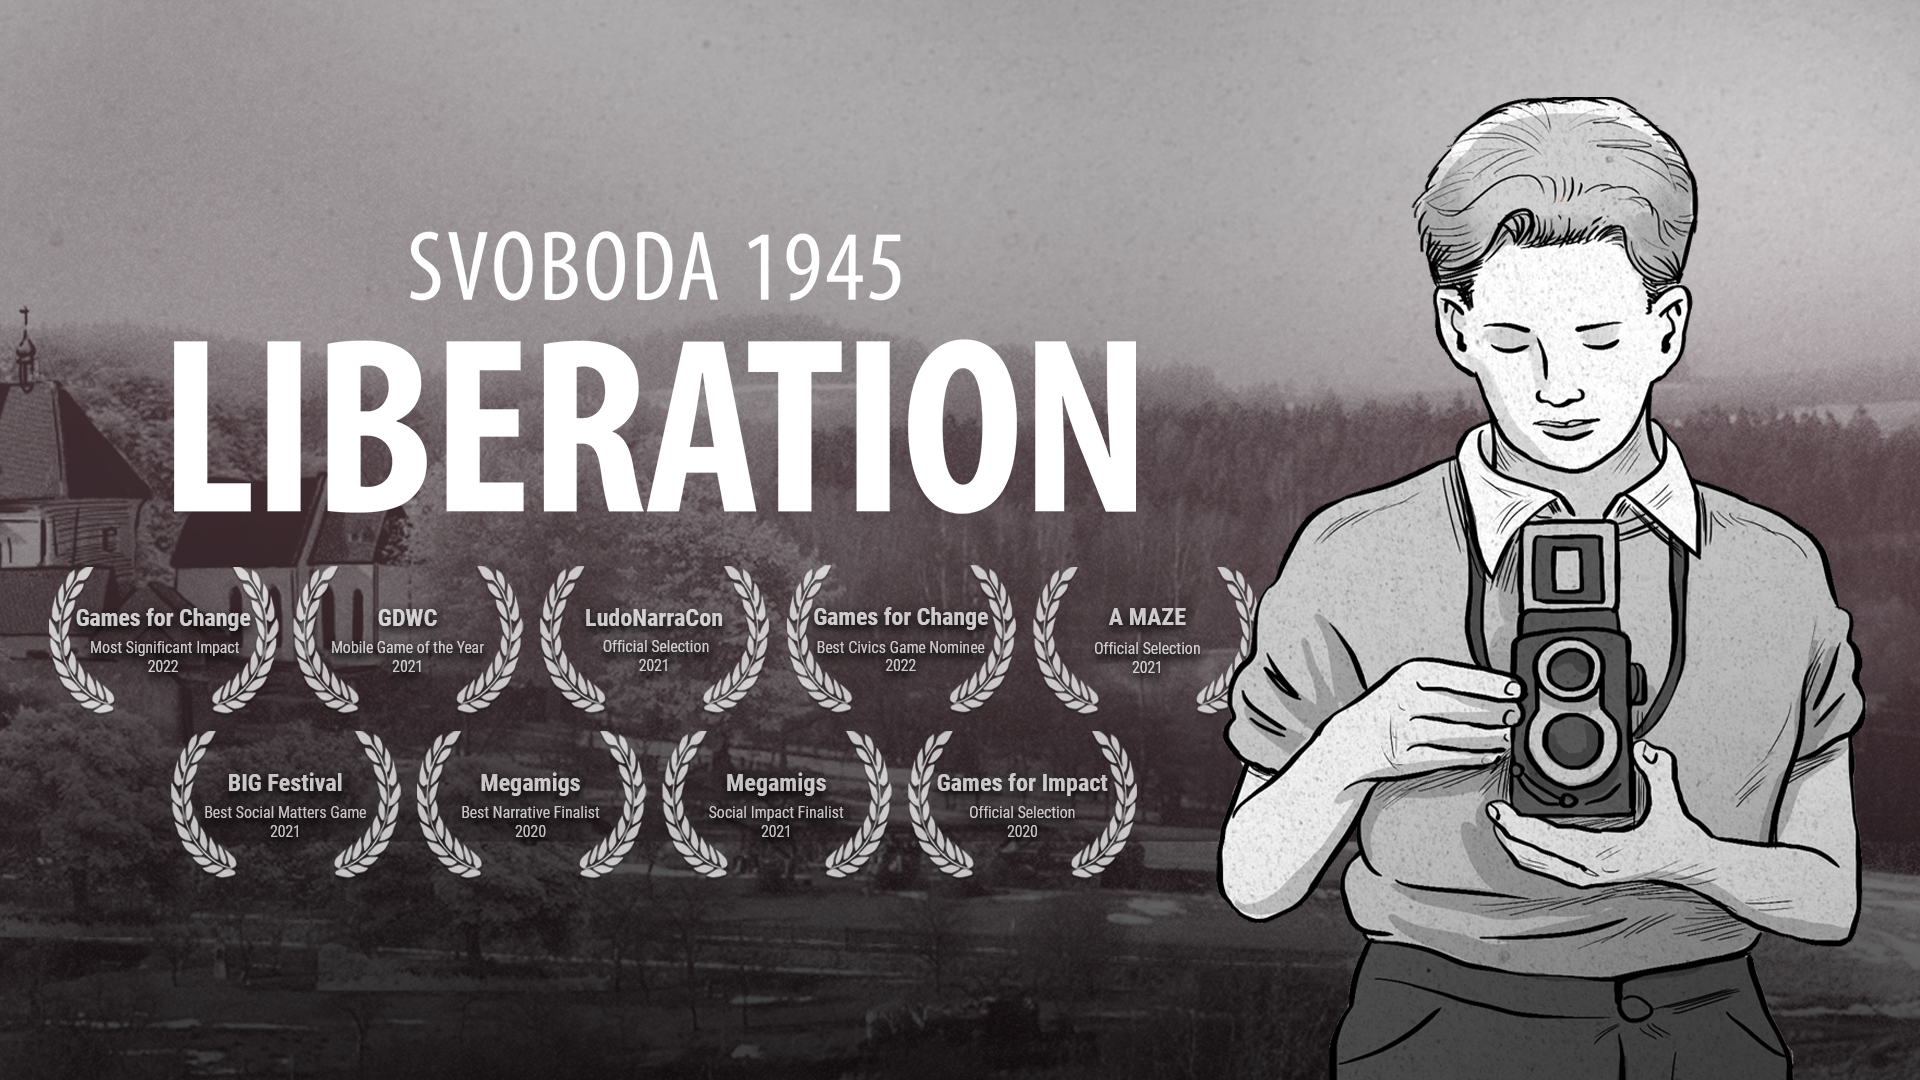 SVOBODA 1945
LIBERATION
Games for Change
Most Significant Impact
2022
GDWC
Mobile Game of the Year
2021
LudoNarraCon
Official Selection
2021
Games for Change
Best Civics Game Nominee
2022
A MAZE
Official Selection
2021
BIG Festival
Best Social Matters Game
2021
Megamigs
Best Narrative Finalist
2020
Megamigs
Social Impact Finalist
2021
Games for Impact
Official Selection
2020